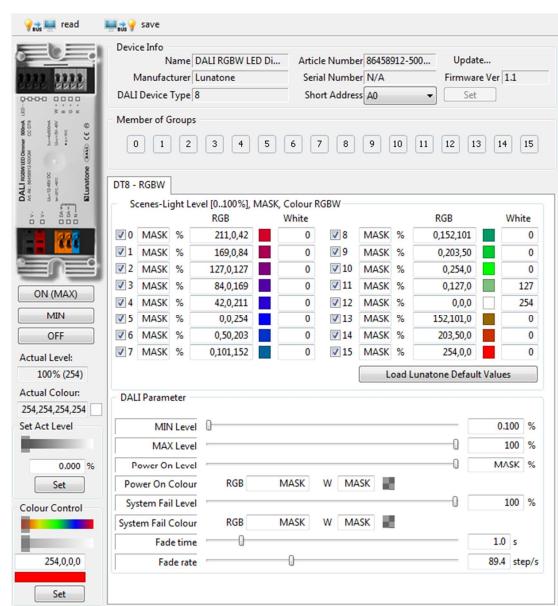 BUS read BUS save
Device Info
Name DALI RGBW LED Di... Article Number 86458912-500... Update...
Manufacturer Lunatone Serial Number N/A Firmware Ver 1.1
DALI Device Type 8 Short Address A0 Set
Member of Groups
0 1 2 3 4 5 6 7 8 9 10 11 12 13 14 15
DT8 - RGBW
Scenes-Light Level [0..100%], MASK, Colour RGBW
RGB White RGB White
0 MASK % 211,0,42 0 8 MASK % 0,152,101 0
1 MASK % 169,0,84 0 9 MASK % 0,203,50 0
2 MASK % 127,0,127 0 10 MASK % 0,254,0 0
3 MASK % 84,0,169 0 11 MASK % 0,127,0 127
4 MASK % 42,0,211 0 12 MASK % 0,0,0 254
5 MASK % 0,0,254 0 13 MASK % 152,101,0 0
6 MASK % 0,50,203 0 14 MASK % 203,50,0 0
7 MASK % 0,101,152 0 15 MASK % 254,0,0 0
Load Lunatone Default Values
DALI Parameter
MIN Level 0.100 %
MAX Level 100 %
Power On Level MASK %
Power On Colour RGB MASK W MASK
System Fail Level 100 %
System Fail Colour RGB MASK W MASK
Fade time 1.0 s
Fade rate 89.4 step/s
DALI RGBW LED Dimmer 500mA CC DT8
Lunatone
ON (MAX)
MIN
OFF
Actual Level:
100% (254)
Actual Colour:
254,254,254,254
Set Act Level
0.000 %
Set
Colour Control
254,0,0,0
Set